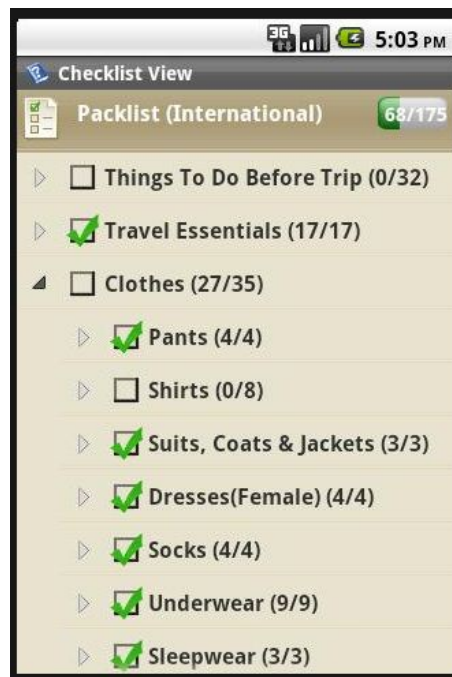 3G 5:03 PM
Checklist View
Packlist (International) 68/175
Things To Do Before Trip (0/32)
Travel Essentials (17/17)
Clothes (27/35)
Pants (4/4)
Shirts (0/8)
Suits, Coats & Jackets (3/3)
Dresses(Female) (4/4)
Socks (4/4)
Underwear (9/9)
Sleepwear (3/3)